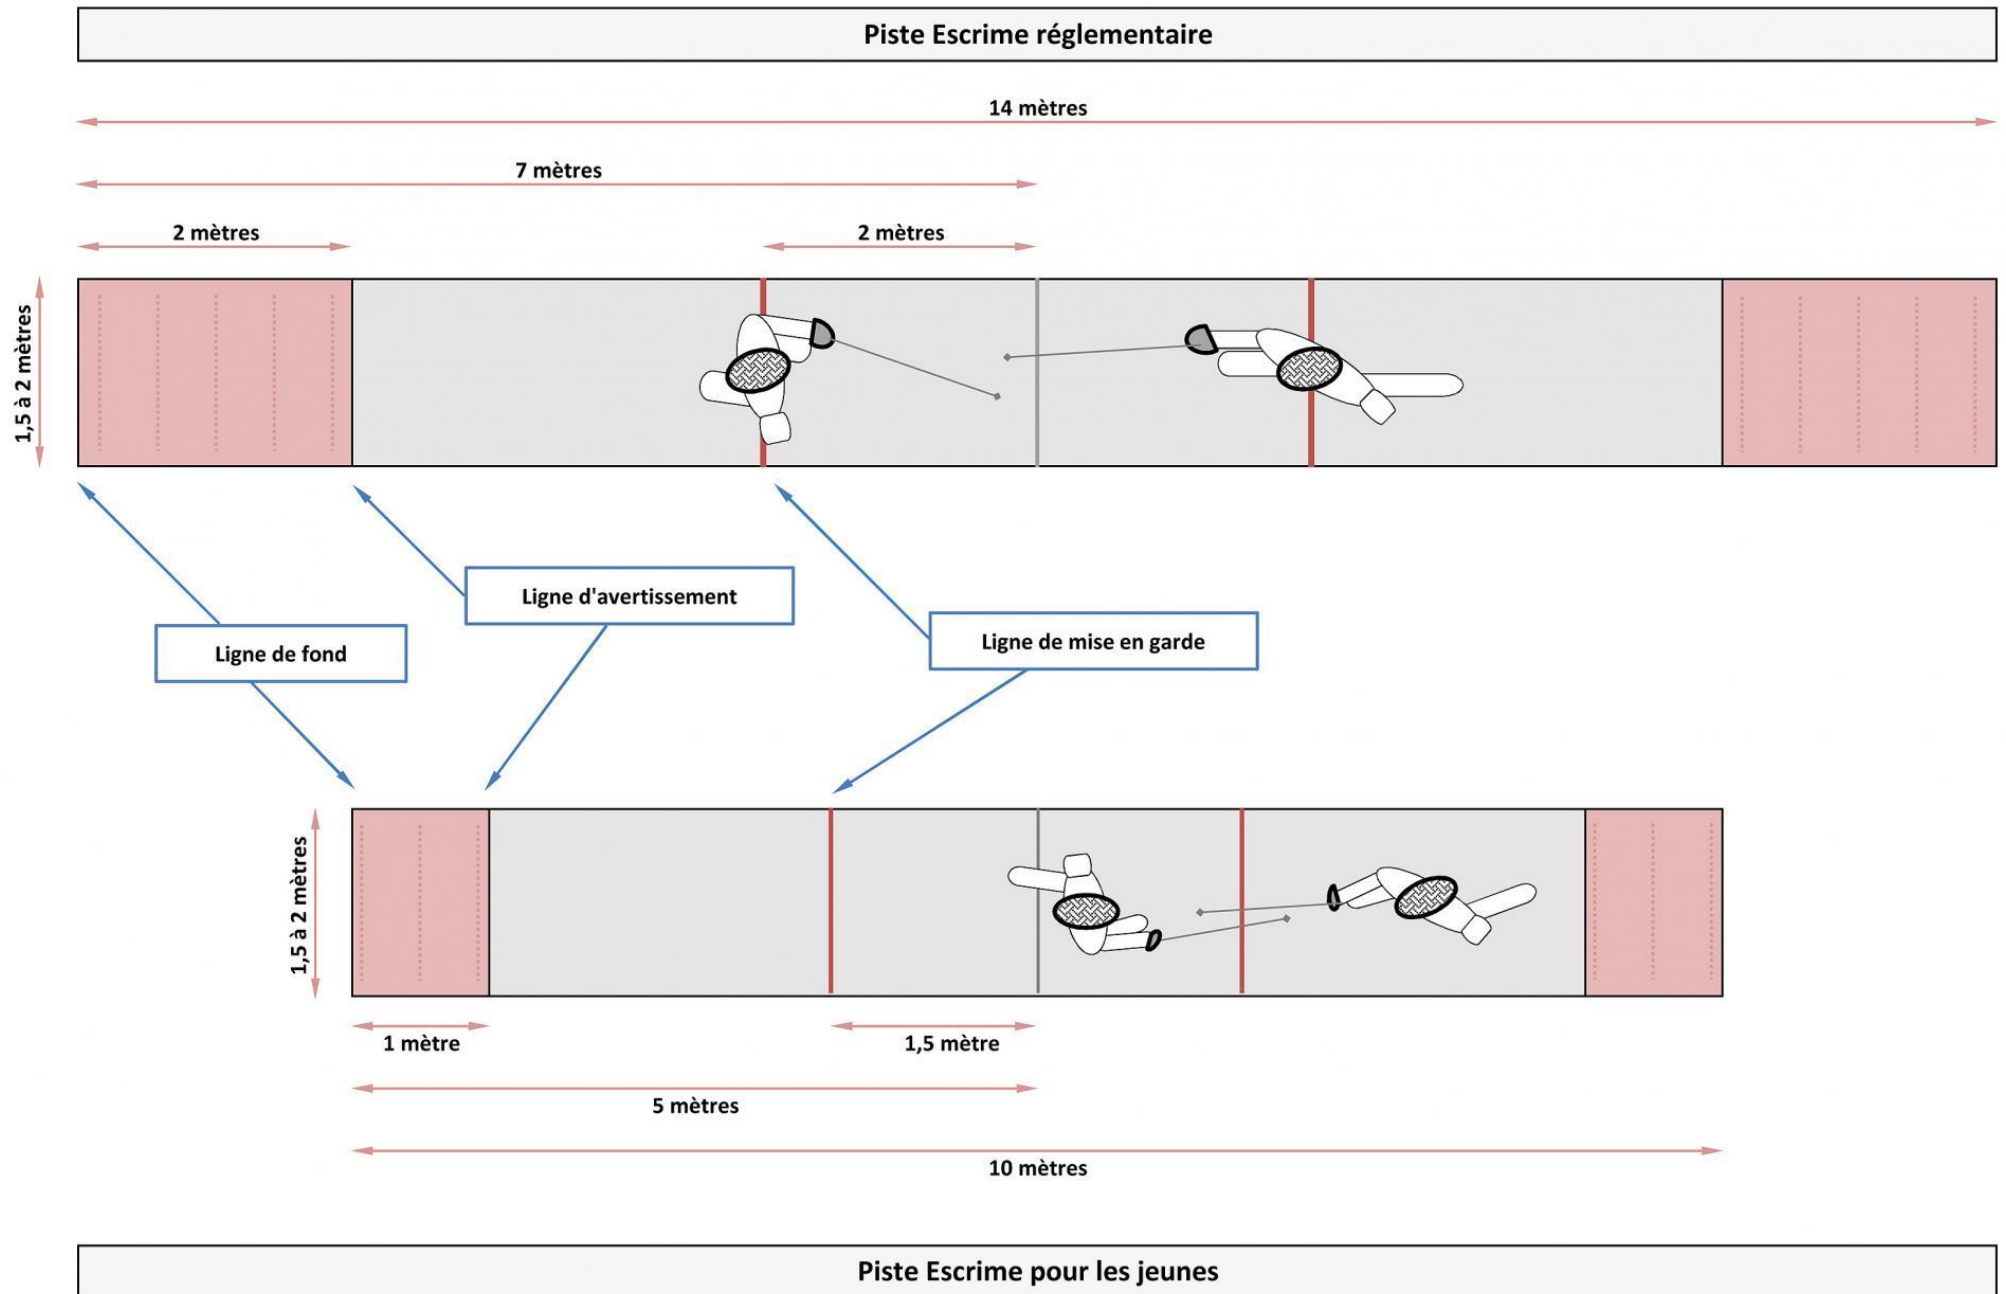 Piste Escrime réglementaire
14 mètres
7 mètres
2 mètres
2 mètres
1,5 à 2 mètres
Ligne d'avertissement
Ligne de mise en garde
Ligne de fond
1,5 à 2 mètres
1 mètre
1,5 mètre
5 mètres
10 mètres
Piste Escrime pour les jeunes